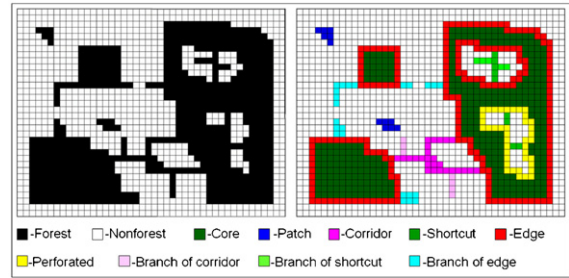 -Forest -Nonforest -Core -Patch -Corridor -Shortcut -Edge
-Perforated -Branch of corridor -Branch of shortcut -Branch of edge